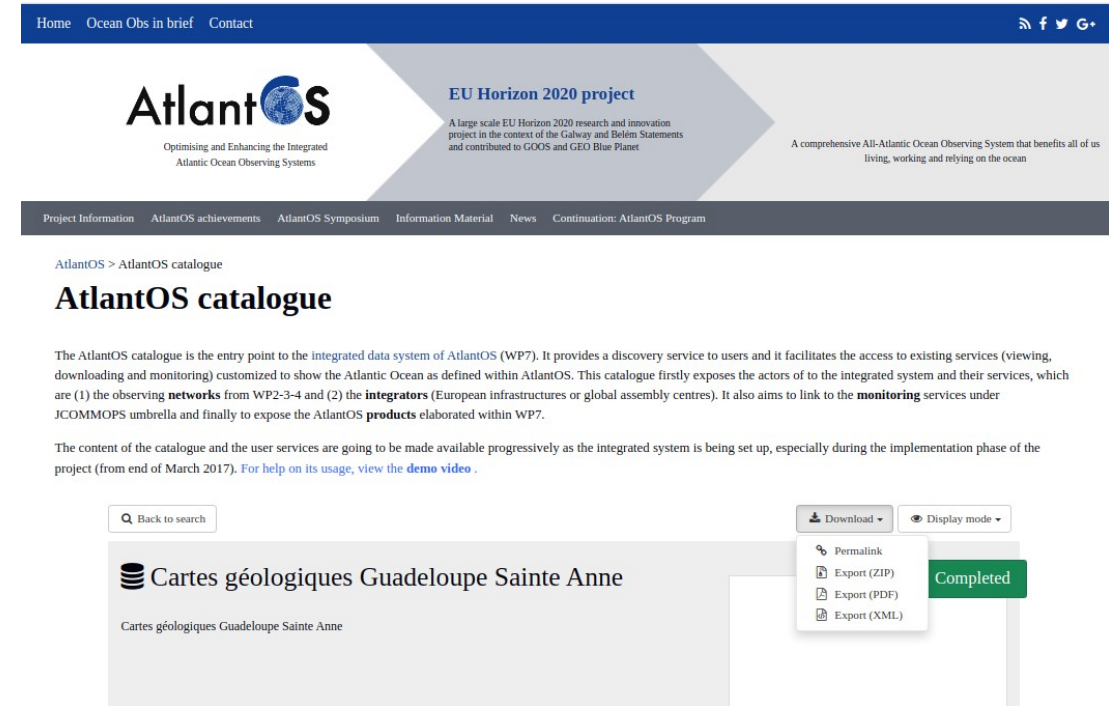 Home Ocean Obs in brief Contact
G+
AtlantOS
Optimising and Enhancing the Integrated
Atlantic Ocean Observing Systems
EU Horizon 2020 project
A large scale EU Horizon 2020 research and innovation
project in the context of the Galway and Belém Statements
and contributed to GOOS and GEO Blue Planet
A comprehensive All-Atlantic Ocean Observing System that benefits all of us
living, working and relying on the ocean
Project Information AtlantOS achievements AtlantOS Symposium Information Material News Continuation: AtlantOS Program
AtlantOS > AtlantOS catalogue
AtlantOS catalogue
The AtlantOS catalogue is the entry point to the integrated data system of AtlantOS (WP7). It provides a discovery service to users and it facilitates the access to existing services (viewing,
downloading and monitoring) customized to show the Atlantic Ocean as defined within AtlantOS. This catalogue firstly exposes the actors of to the integrated system and their services, which
are (1) the observing networks from WP2-3-4 and (2) the integrators (European infrastructures or global assembly centres). It also aims to link to the monitoring services under
JCOMMOPS umbrella and finally to expose the AtlantOS products elaborated within WP7.
The content of the catalogue and the user services are going to be made available progressively as the integrated system is being set up, especially during the implementation phase of the
project (from end of March 2017). For help on its usage, view the demo video .
Back to search
Download
Display mode
Permalink
Export (ZIP)
Export (PDF)
Export (XML)
Completed
Cartes géologiques Guadeloupe Sainte Anne
Cartes géologiques Guadeloupe Sainte Anne